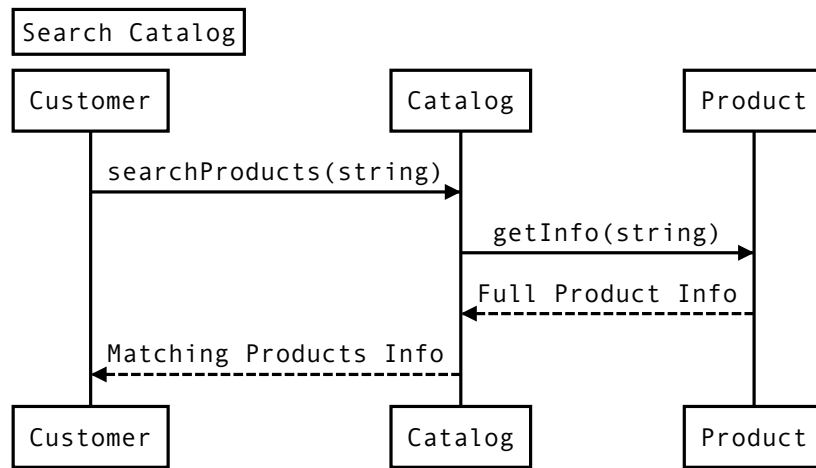 Search Catalog
Customer
Catalog
Product
searchProducts(string)
getInfo(string)
Full Product Info
Matching Products Info
Customer
Catalog
Product